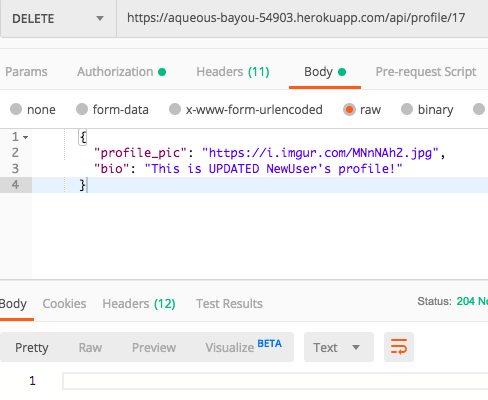 DELETE https://aqueous-bayou-54903.herokuapp.com/api/profile/17
Params Authorization Headers (11) Body Pre-request Script
none form-data x-www-form-urlencoded raw binary
1 {
2 "profile_pic": "https://i.imgur.com/MNnNAh2.jpg",
3 "bio": "This is UPDATED NewUser's profile!"
4 }
Body Cookies Headers (12) Test Results Status: 204 No
Pretty Raw Preview Visualize BETA Text
1